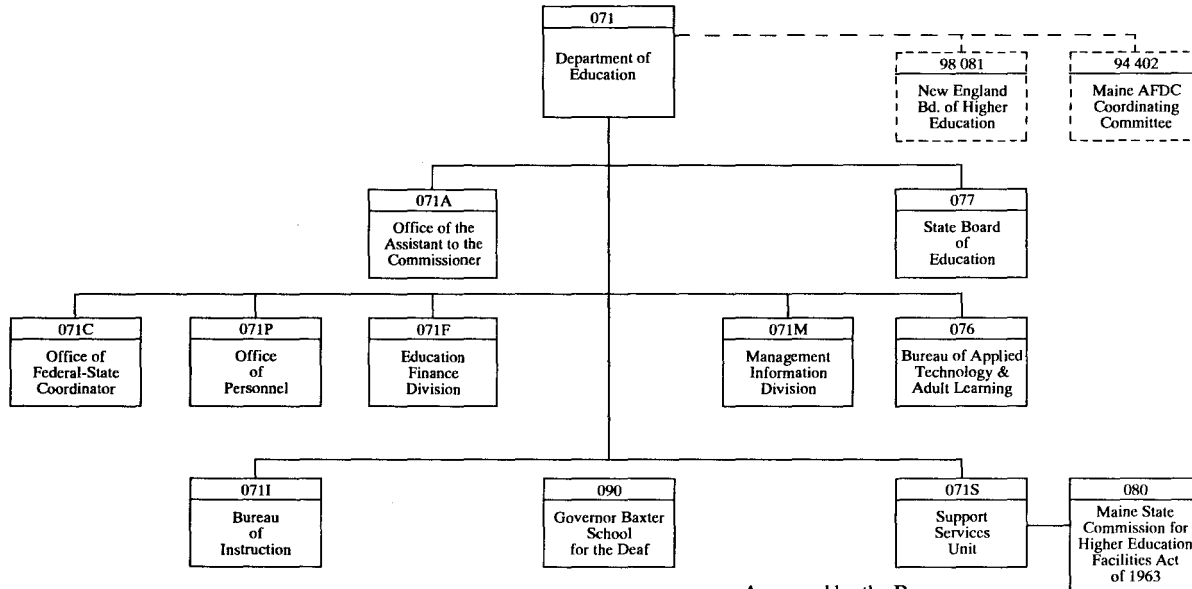 071
Department of
Education
98 081
New England
Bd. of Higher
Education
94 402
Maine AFDC
Coordinating
Committee
071A
Office of the
Assistant to the
Commissioner
077
State Board
of
Education
071C
Office of
Federal-State
Coordinator
071P
Office
of
Personnel
071F
Education
Finance
Division
071M
Management
Information
Division
076
Bureau of Applied
Technology &
Adult Learning
071I
Bureau
of
Instruction
090
Governor Baxter
School
for the Deaf
071S
Support
Services
Unit
080
Maine State
Commission for
Higher Education
Facilities Act
of 1963